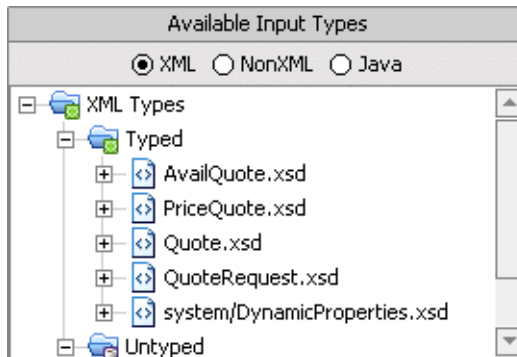 Available Input Types
XML NonXML Java
XML Types
Typed
AvailQuote.xsd
PriceQuote.xsd
Quote.xsd
QuoteRequest.xsd
system/DynamicProperties.xsd
Untyped